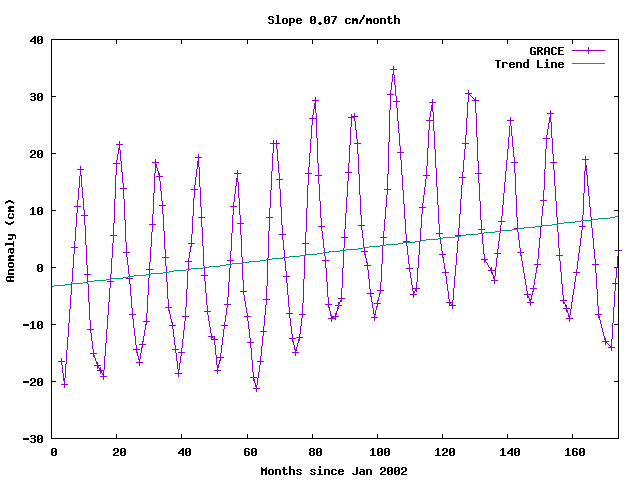 Slope 0.07 cm/month
GRACE
Trend Line
40
30
20
10
0
-10
-20
-30
Anomaly (cm)
0 20 40 60 80 100 120 140 160
Months since Jan 2002